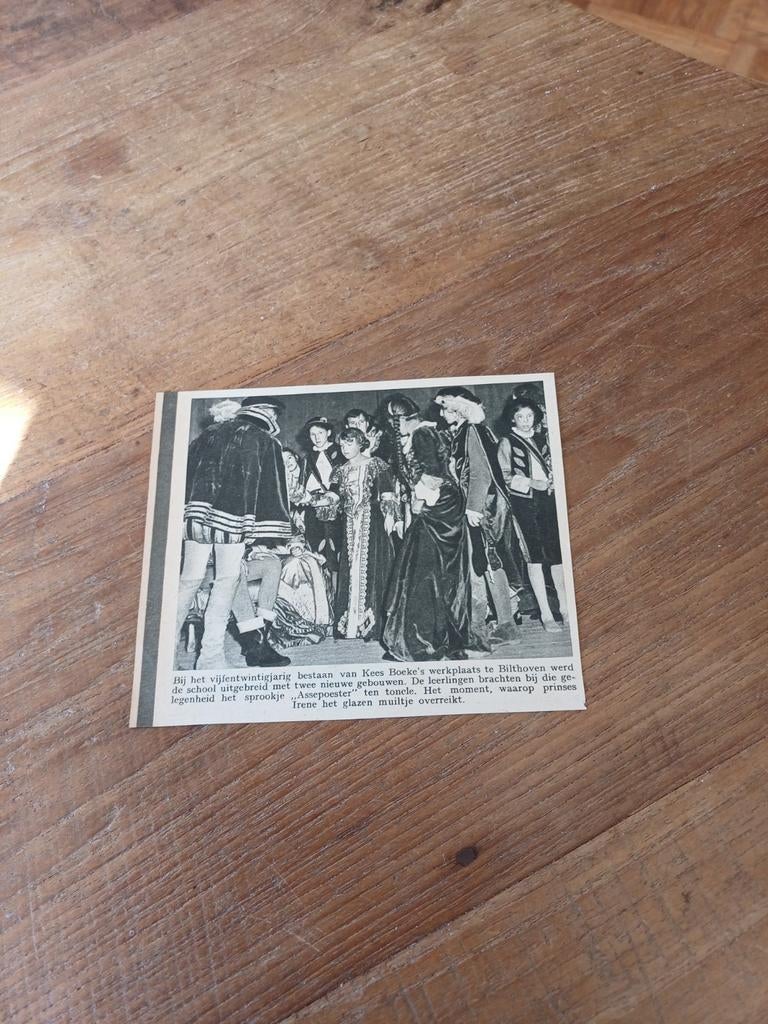 Bij het vijfentwintigjarig bestaan van Kees Boeke's werkplaats te Bilthoven werd
de school uitgebreid met twee nieuwe gebouwen. De leerlingen brachten bij die ge-
legenheid het sprookje „Assepoester" ten toncle. Het moment, waarop prinses
Irene het glazen muiltje overreikt.